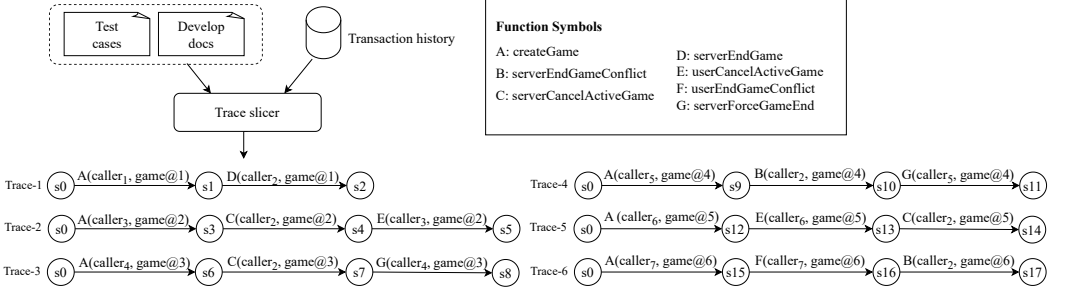 Test
cases
Develop
docs
Transaction history
Trace slicer
Function Symbols
A: createGame
B: serverEndGameConflict
C: serverCancelActiveGame
D: serverEndGame
E: userCancelActiveGame
F: userEndGameConflict
G: serverForceGameEnd
Trace-1 s0 A(caller₁, game@1) s1 D(caller₂, game@1) s2
Trace-2 s0 A(caller₃, game@2) s3 C(caller₂, game@2) s4 E(caller₃, game@2) s5
Trace-3 s0 A(caller₄, game@3) s6 C(caller₂, game@3) s7 G(caller₄, game@3) s8
Trace-4 s0 A(caller₅, game@4) s9 B(caller₂, game@4) s10 G(caller₅, game@4) s11
Trace-5 s0 A (caller₆, game@5) s12 E(caller₆, game@5) s13 C(caller₂, game@5) s14
Trace-6 s0 A(caller₇, game@6) s15 F(caller₇, game@6) s16 B(caller₂, game@6) s17